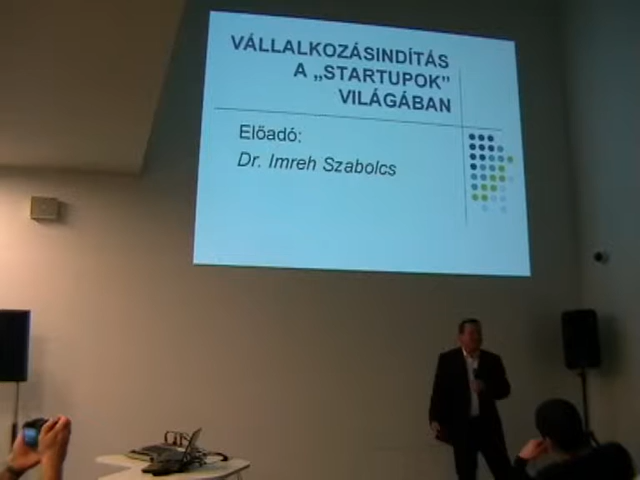 VÁLLALKOZÁSINDÍTÁS
A „STARTUPOK”
VILÁGÁBAN
Előadó:
Dr. Imreh Szabolcs